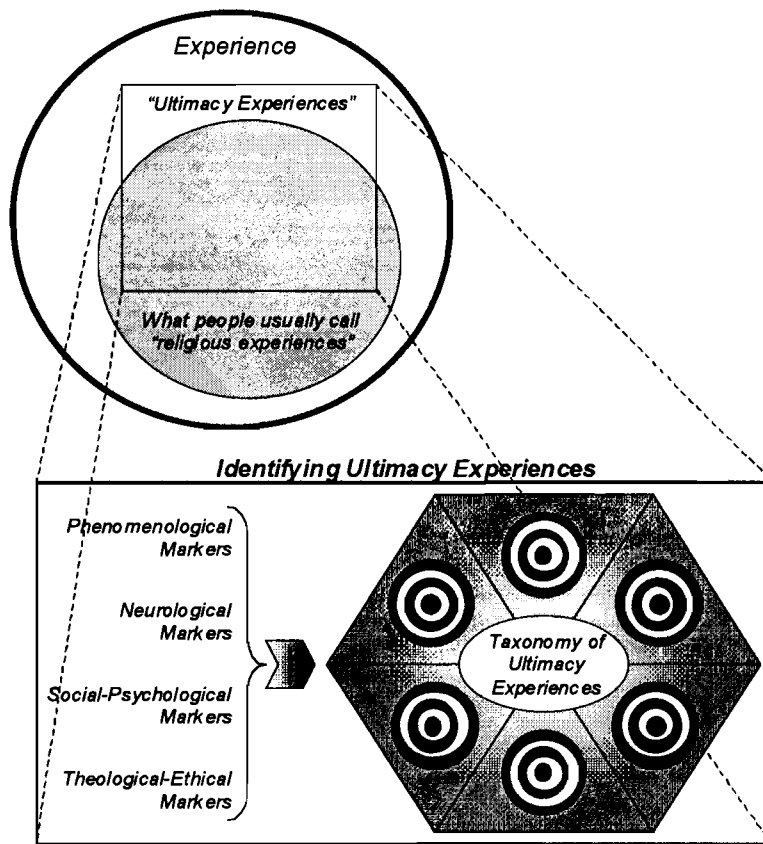 Experience
"Ultimacy Experiences"
What people usually call
"religious experiences"
Identifying Ultimacy Experiences
Phenomenological
Markers
Neurological
Markers
Social-Psychological
Markers
Theological-Ethical
Markers
Taxonomy of
Ultimacy
Experiences